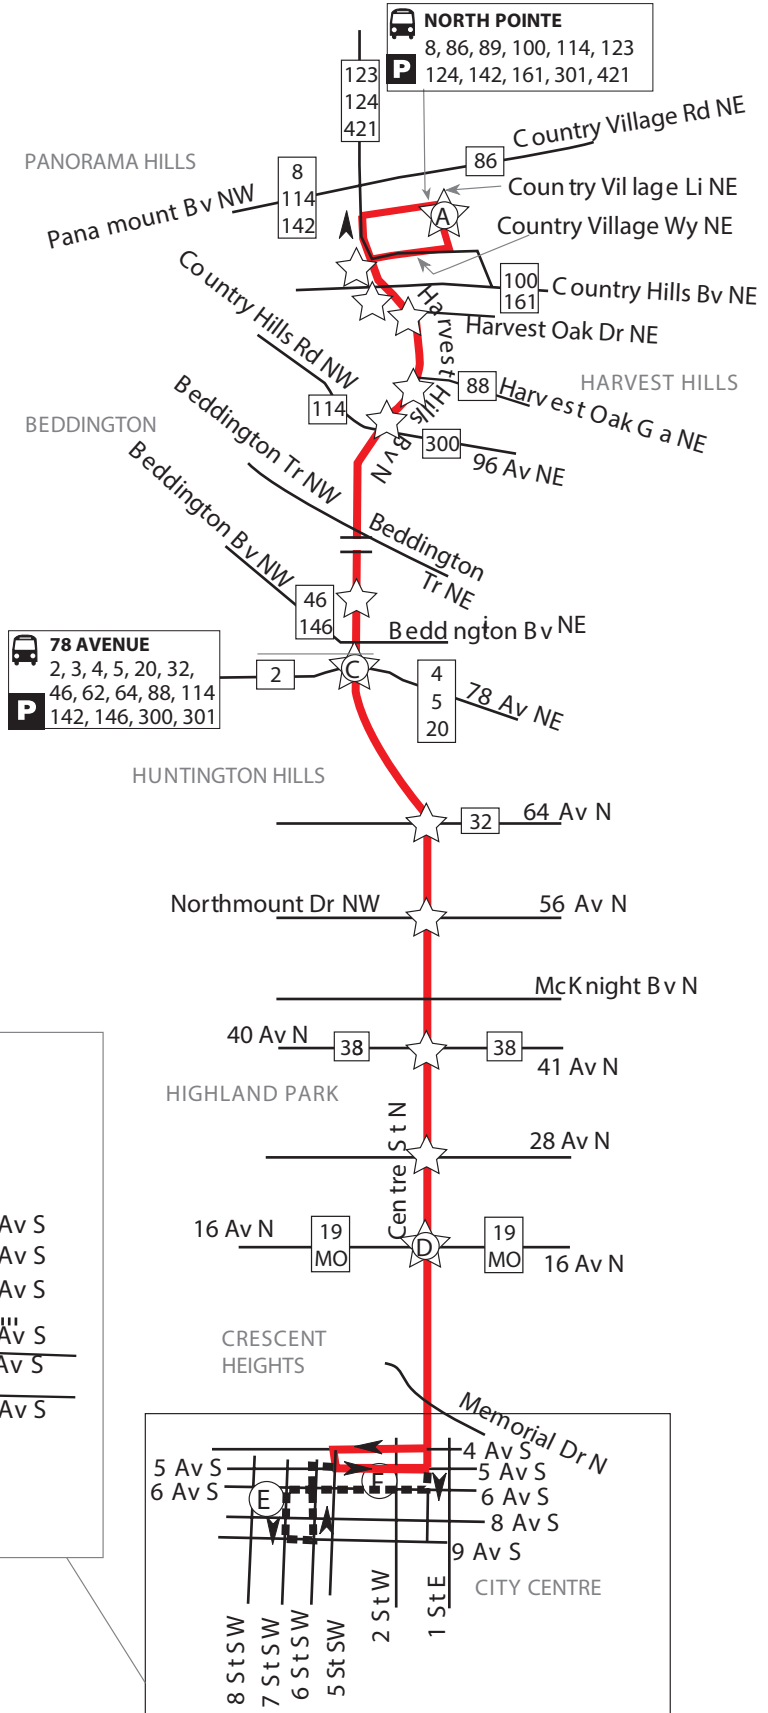 NORTH POINTE
8, 86, 89, 100, 114, 123
P
124, 142, 161, 301, 421
123
124
421
Country Village Rd NE
PANORAMA HILLS
86
8
114
142
Country Village Li NE
Panamount Bv NW
A
Country Village Wy NE
Country Hills Rd NW
100
161
Country Hills Bv NE
Harvest Hills Bv N
Harvest Oak Dr NE
HARVEST HILLS
88
Harvest Oak Ga NE
Beddington Tr NW
114
BEDDINGTON
300
96 Av NE
Beddington Bv NW
Beddington
Tr NE
46
146
Beddington Bv NE
78 AVENUE
2, 3, 4, 5, 20, 32,
46, 62, 64, 88, 114
P
142, 146, 300, 301
2
C
4
5
20
78 Av NE
HUNTINGTON HILLS
32
64 Av N
Northmount Dr NW
56 Av N
McKnight Bv N
40 Av N
38
38
41 Av N
HIGHLAND PARK
Centre St N
28 Av N
16 Av N
19
MO
D
19
MO
16 Av N
Av S
Av S
Av S
Av S
Av S
Av S
CRESCENT
HEIGHTS
Memorial Dr N
4 Av S
5 Av S
5 Av S
6 Av S
E
F
6 Av S
8 Av S
9 Av S
CITY CENTRE
8 St SW
7 St SW
6 St SW
5 St SW
2 St W
1 St E